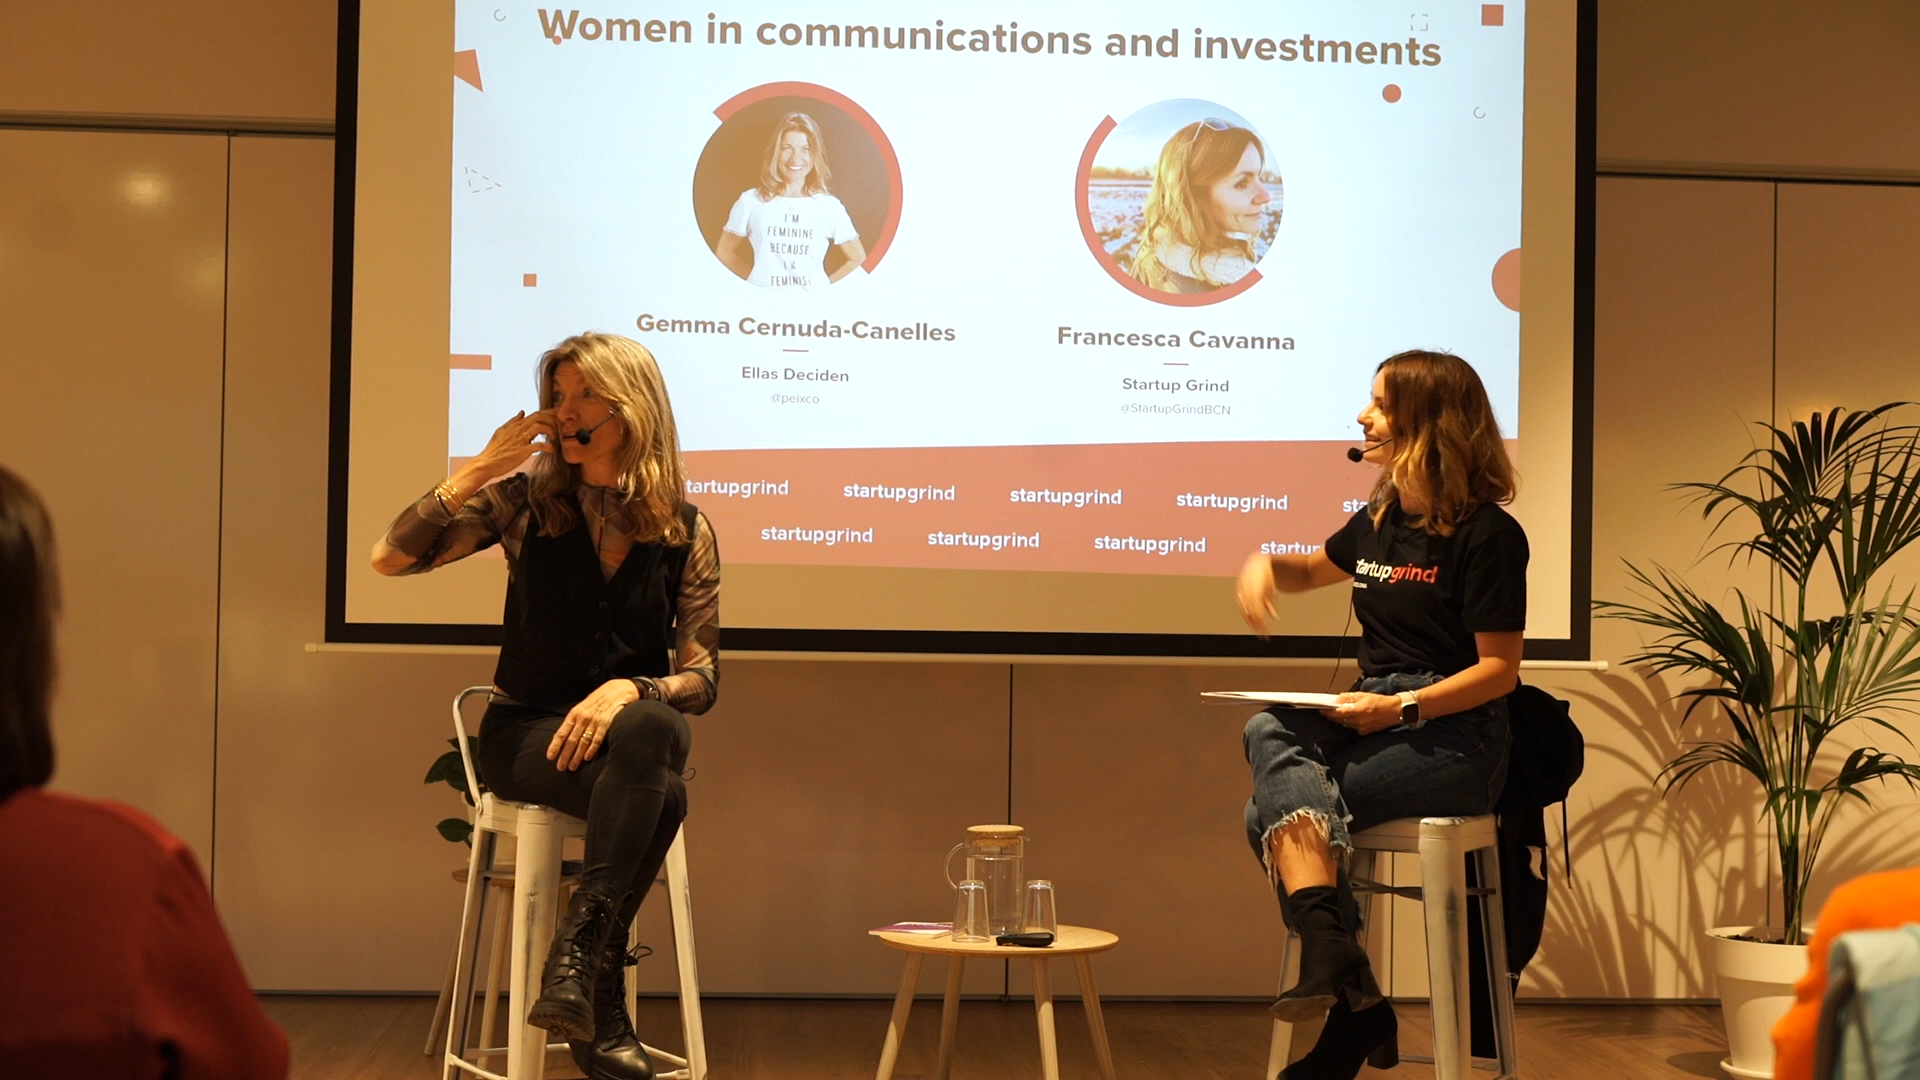 Women in communications and investments
I'M
FEMININE
BECAUSE
FEMINIST
Gemma Cernuda-Canelles
Francesca Cavanna
Ellas Deciden
Startup Grind
@peixco
@StartupGrindBCN
startupgrind startupgrind startupgrind startupgrind
startupgrind startupgrind startupgrind
startupgrind